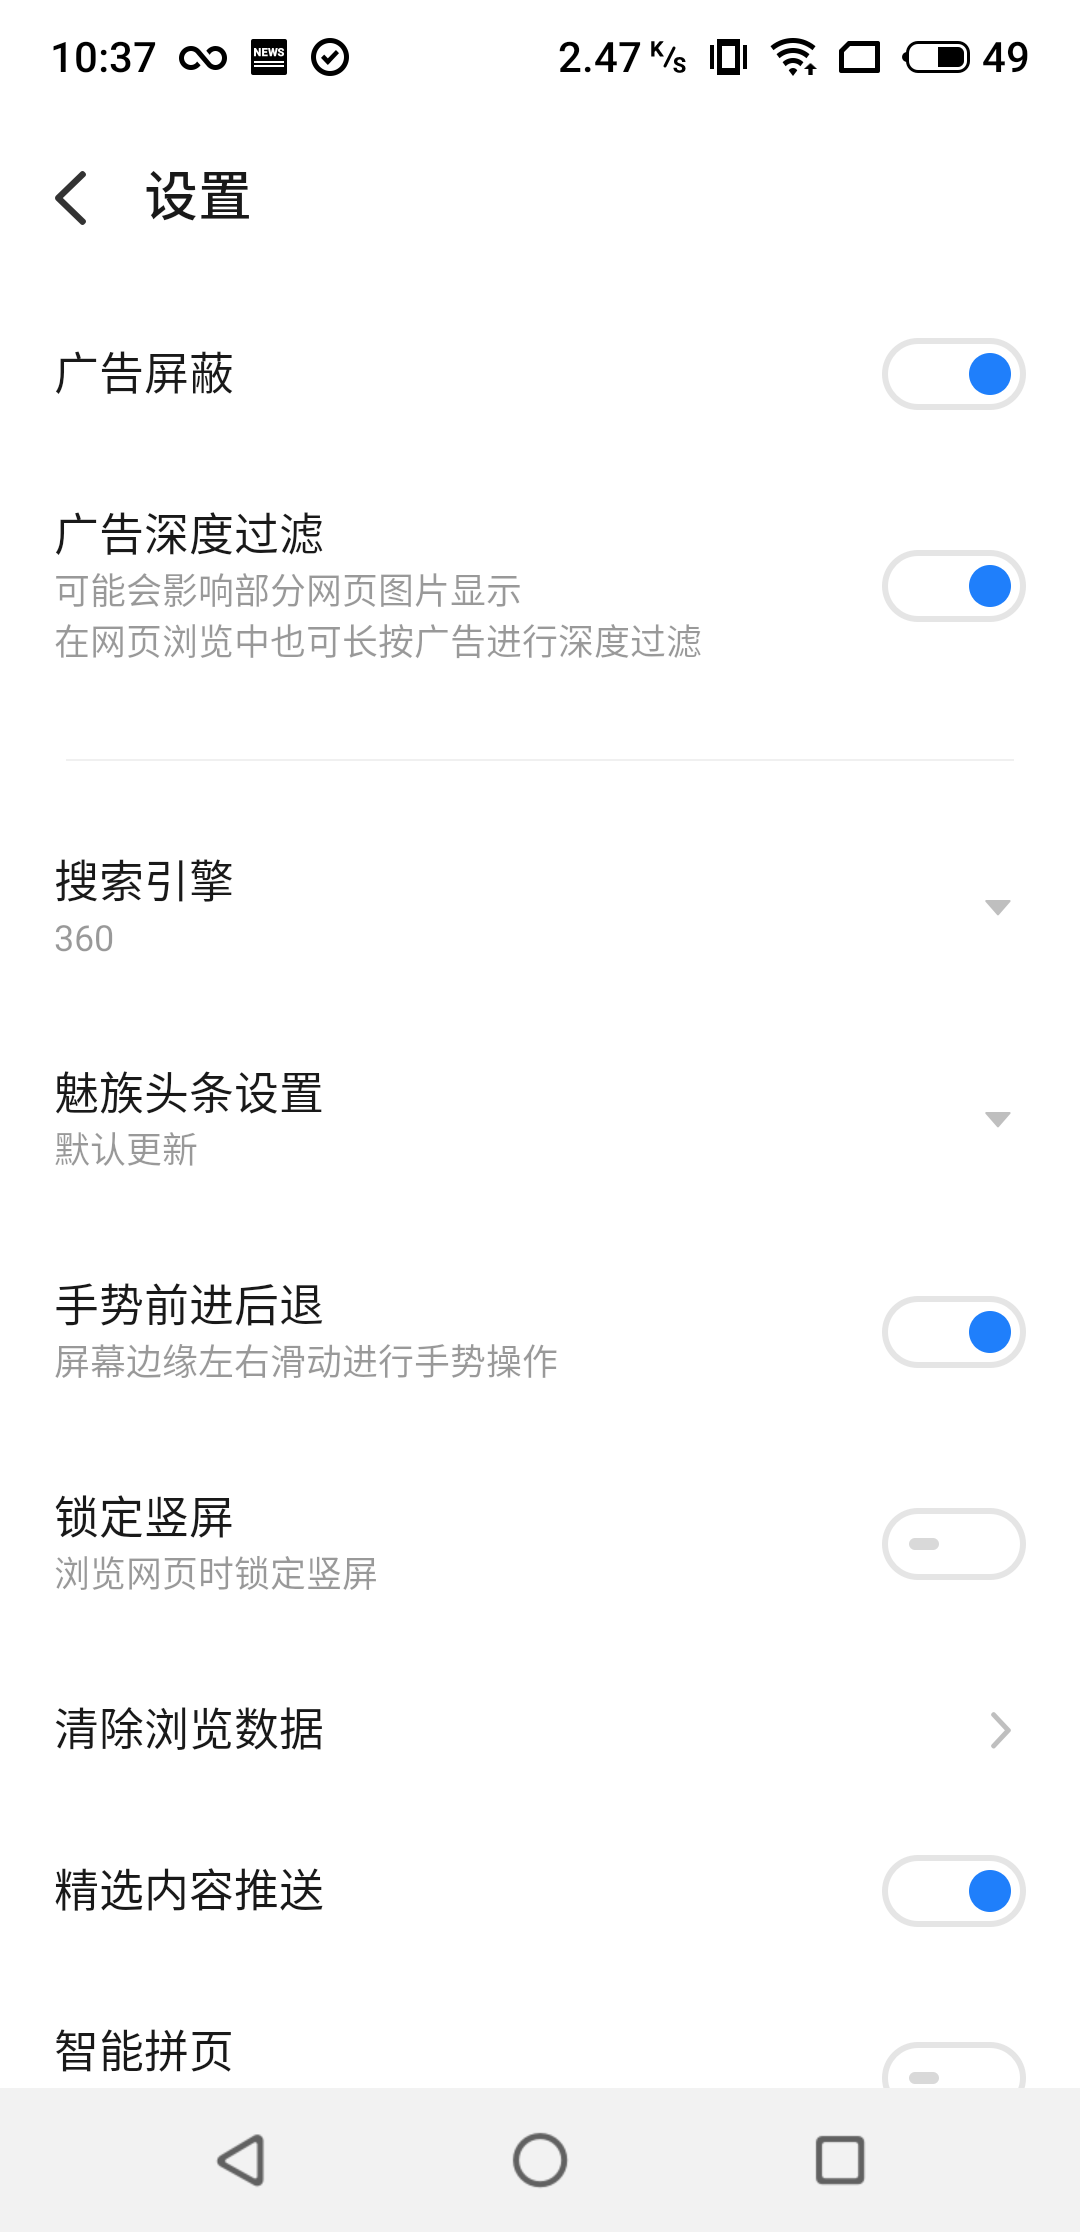 10:37 NEWS 2.47 K/s 49
设置
广告屏蔽
广告深度过滤
可能会影响部分网页图片显示
在网页浏览中也可长按广告进行深度过滤
搜索引擎
360
魅族头条设置
默认更新
手势前进后退
屏幕边缘左右滑动进行手势操作
锁定竖屏
浏览网页时锁定竖屏
清除浏览数据
精选内容推送
智能拼页